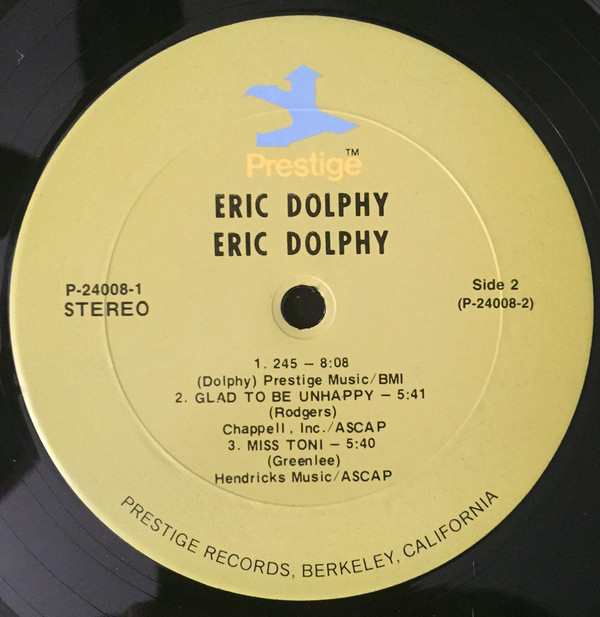 Prestige™
ERIC DOLPHY
ERIC DOLPHY
P-24008-1
STEREO
Side 2
(P-24008-2)
1. 245 – 8:08
(Dolphy) Prestige Music/BMI
2. GLAD TO BE UNHAPPY – 5:41
(Rodgers)
Chappell, Inc./ASCAP
3. MISS TONI – 5:40
(Greenlee)
Hendricks Music/ASCAP
PRESTIGE RECORDS, BERKELEY, CALIFORNIA